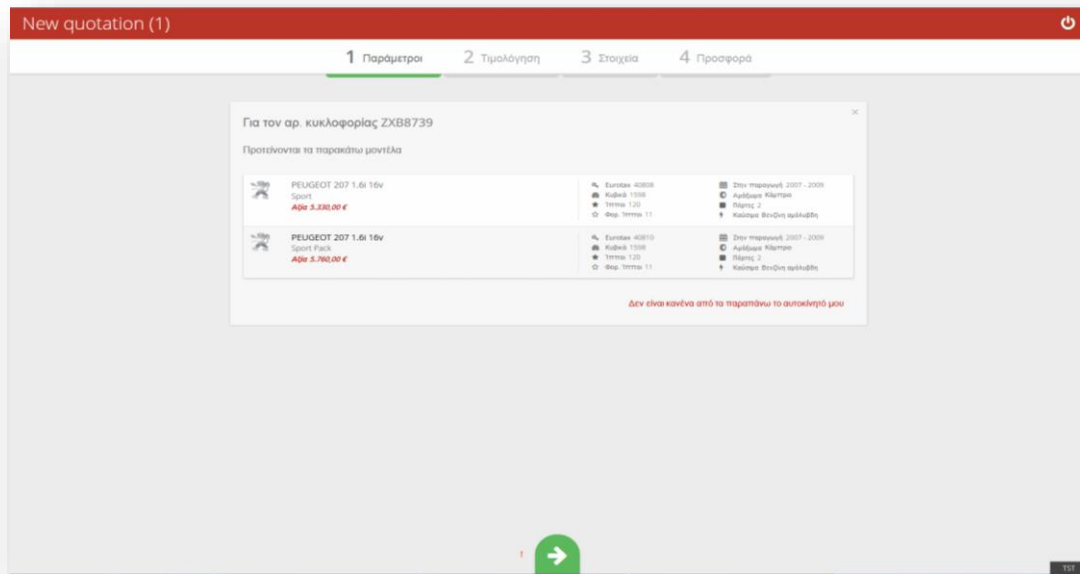 New quotation (1)
1 Παράμετροι 2 Τιμολόγηση 3 Στοιχεία 4 Προσφορά
Για τον αρ. κυκλοφορίας ZXB8739
×
Προτείνονται τα παρακάτω μοντέλα
PEUGEOT 207 1.6i 16v
Sport
Αξία 5.330,00 €
Eurotax 40808
Κυβικά 1598
Ίπποι 120
Φορ. Ίπποι 11
Στην παραγωγή 2007 - 2009
Αμάξωμα Κάμπριο
Πόρτες 2
Καύσιμο Βενζίνη αμόλυβδη
PEUGEOT 207 1.6i 16v
Sport Pack
Αξία 5.760,00 €
Eurotax 40810
Κυβικά 1598
Ίπποι 120
Φορ. Ίπποι 11
Στην παραγωγή 2007 - 2009
Αμάξωμα Κάμπριο
Πόρτες 2
Καύσιμο Βενζίνη αμόλυβδη
Δεν είναι κανένα από τα παραπάνω το αυτοκίνητό μου
!
TST